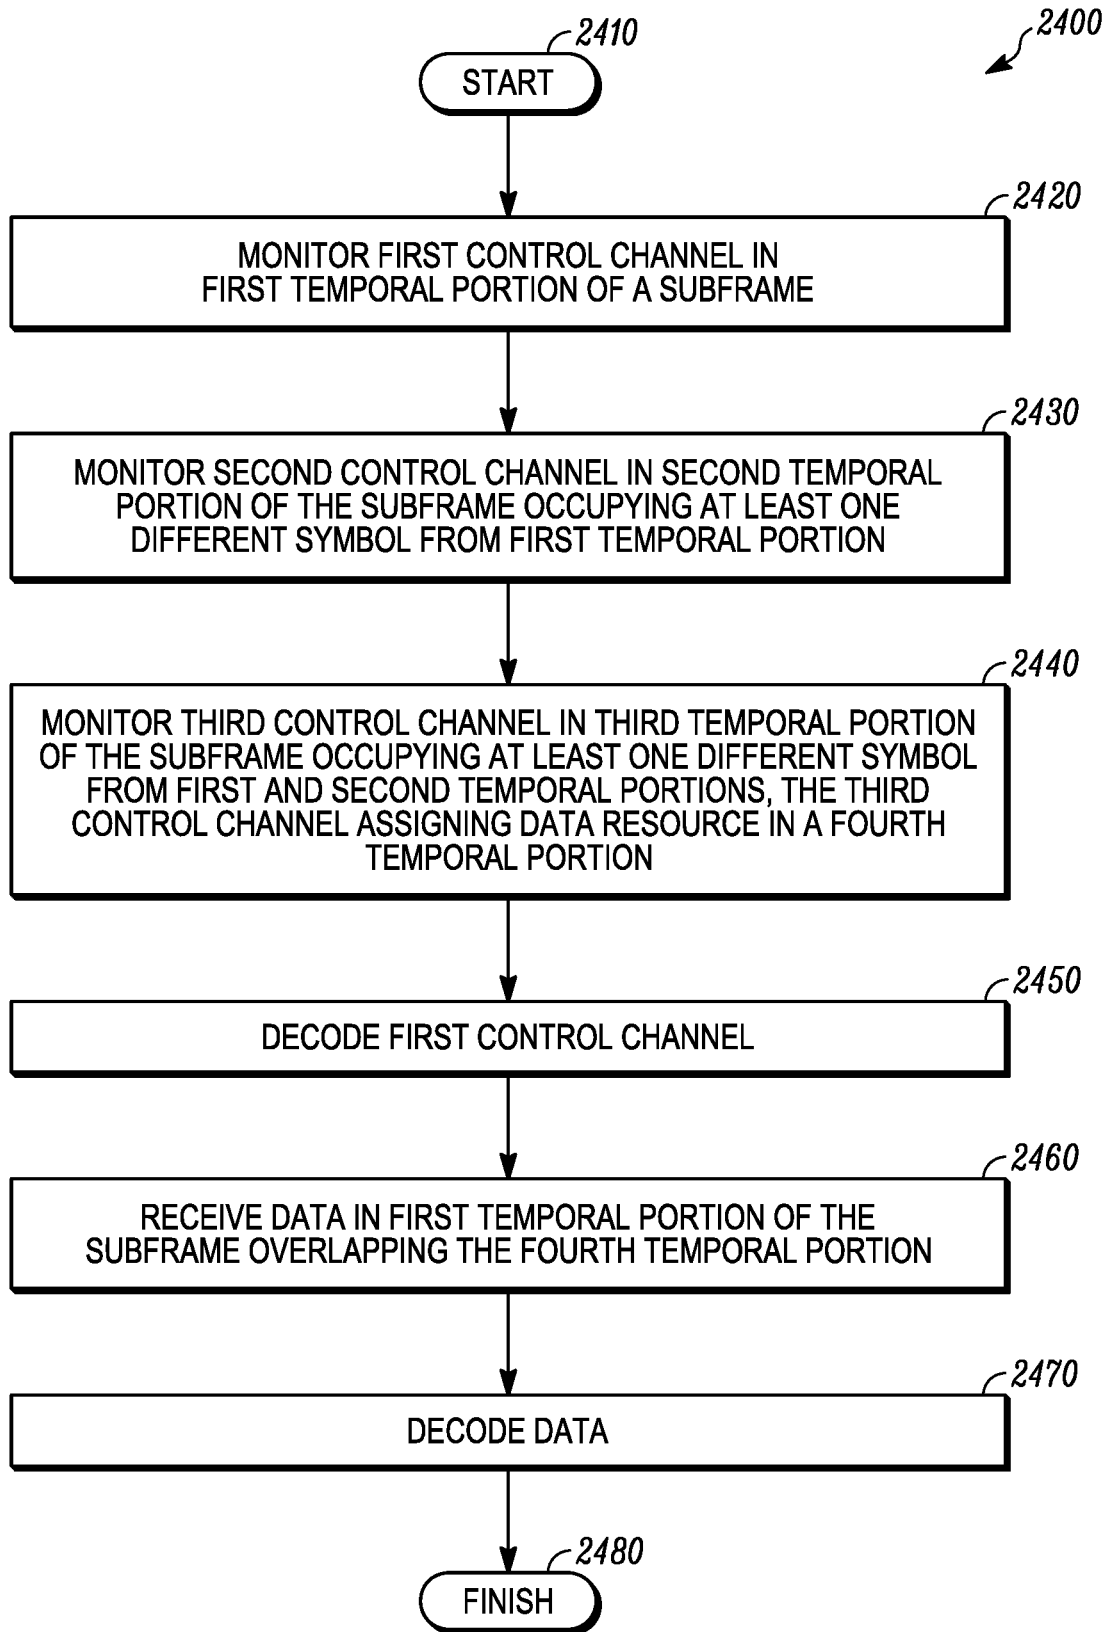 2410
2400
START
2420
MONITOR FIRST CONTROL CHANNEL IN
FIRST TEMPORAL PORTION OF A SUBFRAME
2430
MONITOR SECOND CONTROL CHANNEL IN SECOND TEMPORAL
PORTION OF THE SUBFRAME OCCUPYING AT LEAST ONE
DIFFERENT SYMBOL FROM FIRST TEMPORAL PORTION
2440
MONITOR THIRD CONTROL CHANNEL IN THIRD TEMPORAL PORTION
OF THE SUBFRAME OCCUPYING AT LEAST ONE DIFFERENT SYMBOL
FROM FIRST AND SECOND TEMPORAL PORTIONS, THE THIRD
CONTROL CHANNEL ASSIGNING DATA RESOURCE IN A FOURTH
TEMPORAL PORTION
2450
DECODE FIRST CONTROL CHANNEL
2460
RECEIVE DATA IN FIRST TEMPORAL PORTION OF THE
SUBFRAME OVERLAPPING THE FOURTH TEMPORAL PORTION
2470
DECODE DATA
2480
FINISH